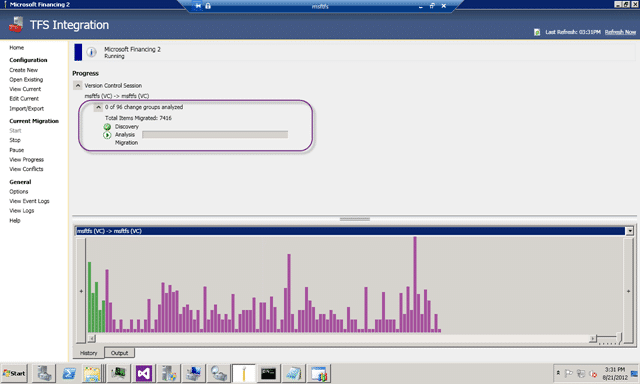 Microsoft Financing 2
msftfs
TFS Integration
Last Refresh: 03:31PM Refresh Now
Home
Configuration
Create New
Open Existing
View Current
Edit Current
Import/Export
Current Migration
Start
Stop
Pause
View Progress
View Conflicts
General
Options
View Event Logs
View Logs
Help
Microsoft Financing 2
Running
Progress
Version Control Session
msftfs (VC) -> msftfs (VC)
0 of 96 change groups analyzed
Total Items Migrated: 7416
Discovery
Analysis
Migration
msftfs (VC) -> msftfs (VC)
+
+
History
Output
Start
3:31 PM
8/21/2012